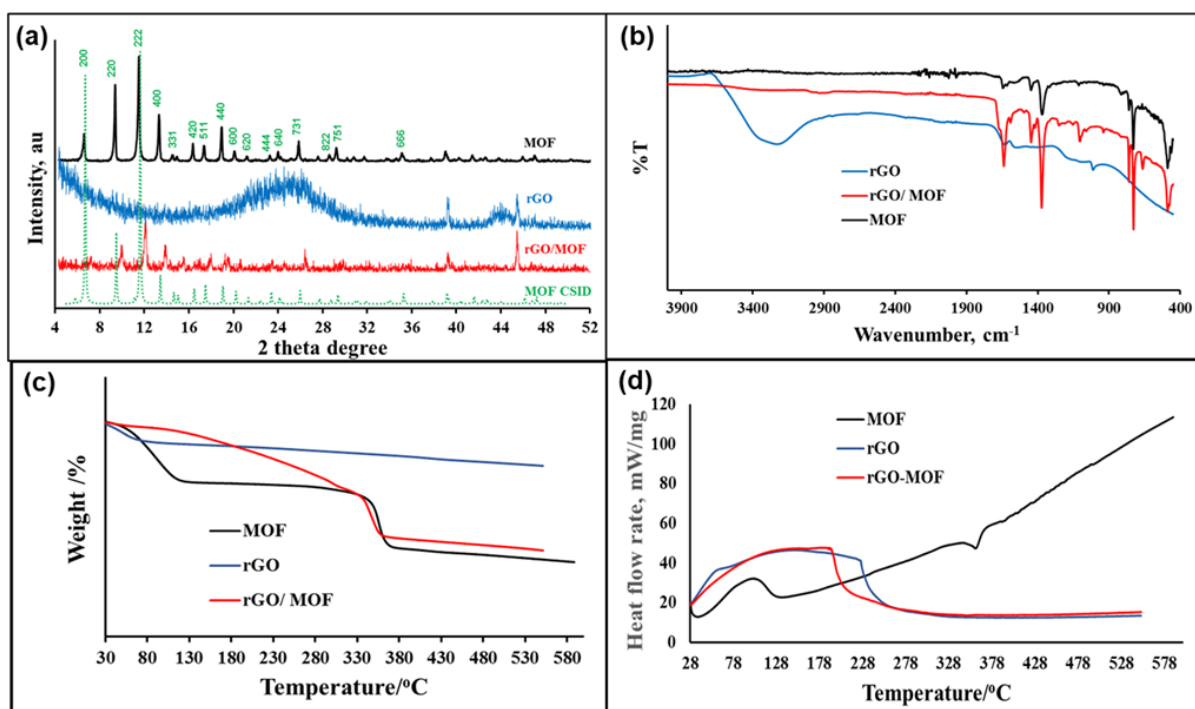 (a)
Intensity, au
200
220
222
400
331
420
511
440
600
620
444
640
731
822
751
666
MOF
rGO
rGO/MOF
MOF CSID
4 8 12 16 20 24 28 32 36 40 44 48 52
2 theta degree
(b)
%T
rGO
rGO/ MOF
MOF
3900 3400 2900 2400 1900 1400 900 400
Wavenumber, cm-1
(c)
Weight /%
MOF
rGO
rGO/ MOF
30 80 130 180 230 280 330 380 430 480 530 580
Temperature/oC
(d)
Heat flow rate, mW/mg
120
100
80
60
40
20
0
MOF
rGO
rGO-MOF
28 78 128 178 228 278 328 378 428 478 528 578
Temperature/oC